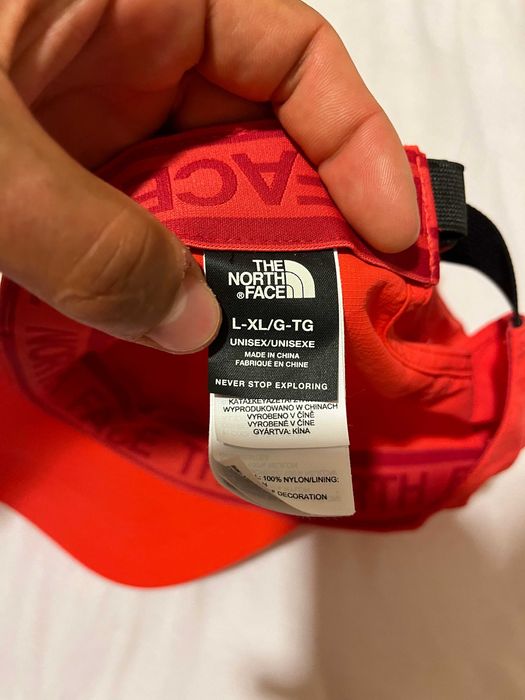 FACE
THE
NORTH
FACE
®
L-XL/G-TG
UNISEX/UNISEXE
MADE IN CHINA
FABRIQUÉ EN CHINE
NEVER STOP EXPLORING
WYPRODUKOWANO W CHINACH
VYROBENO V ČÍNĚ
VYROBENÉ V ČÍNE
GYÁRTVA: KÍNA
: 100% NYLON/LINING:
& DECORATION